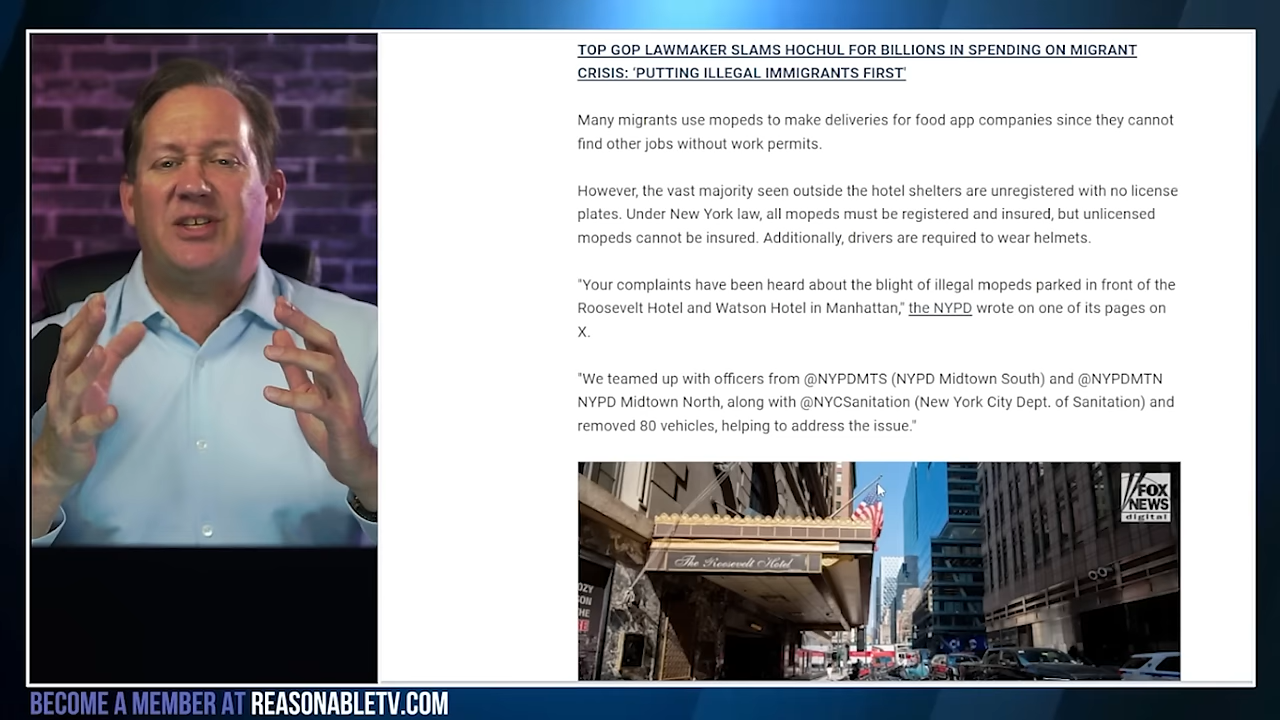 TOP GOP LAWMAKER SLAMS HOCHUL FOR BILLIONS IN SPENDING ON MIGRANT
CRISIS: 'PUTTING ILLEGAL IMMIGRANTS FIRST'
Many migrants use mopeds to make deliveries for food app companies since they cannot
find other jobs without work permits.
However, the vast majority seen outside the hotel shelters are unregistered with no license
plates. Under New York law, all mopeds must be registered and insured, but unlicensed
mopeds cannot be insured. Additionally, drivers are required to wear helmets.
"Your complaints have been heard about the blight of illegal mopeds parked in front of the
Roosevelt Hotel and Watson Hotel in Manhattan," the NYPD wrote on one of its pages on
X.
"We teamed up with officers from @NYPDMTS (NYPD Midtown South) and @NYPDMTN
NYPD Midtown North, along with @NYCSanitation (New York City Dept. of Sanitation) and
removed 80 vehicles, helping to address the issue."
FOX
NEWS
digital
The Roosevelt Hotel
BECOME A MEMBER AT REASONABLETV.COM